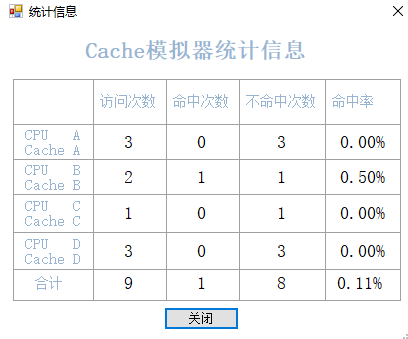 统计信息
Cache模拟器统计信息
访问次数 命中次数 不命中次数 命中率
CPU A
Cache A 3 0 3 0.00%
CPU B
Cache B 2 1 1 0.50%
CPU C
Cache C 1 0 1 0.00%
CPU D
Cache D 3 0 3 0.00%
合计 9 1 8 0.11%
关闭